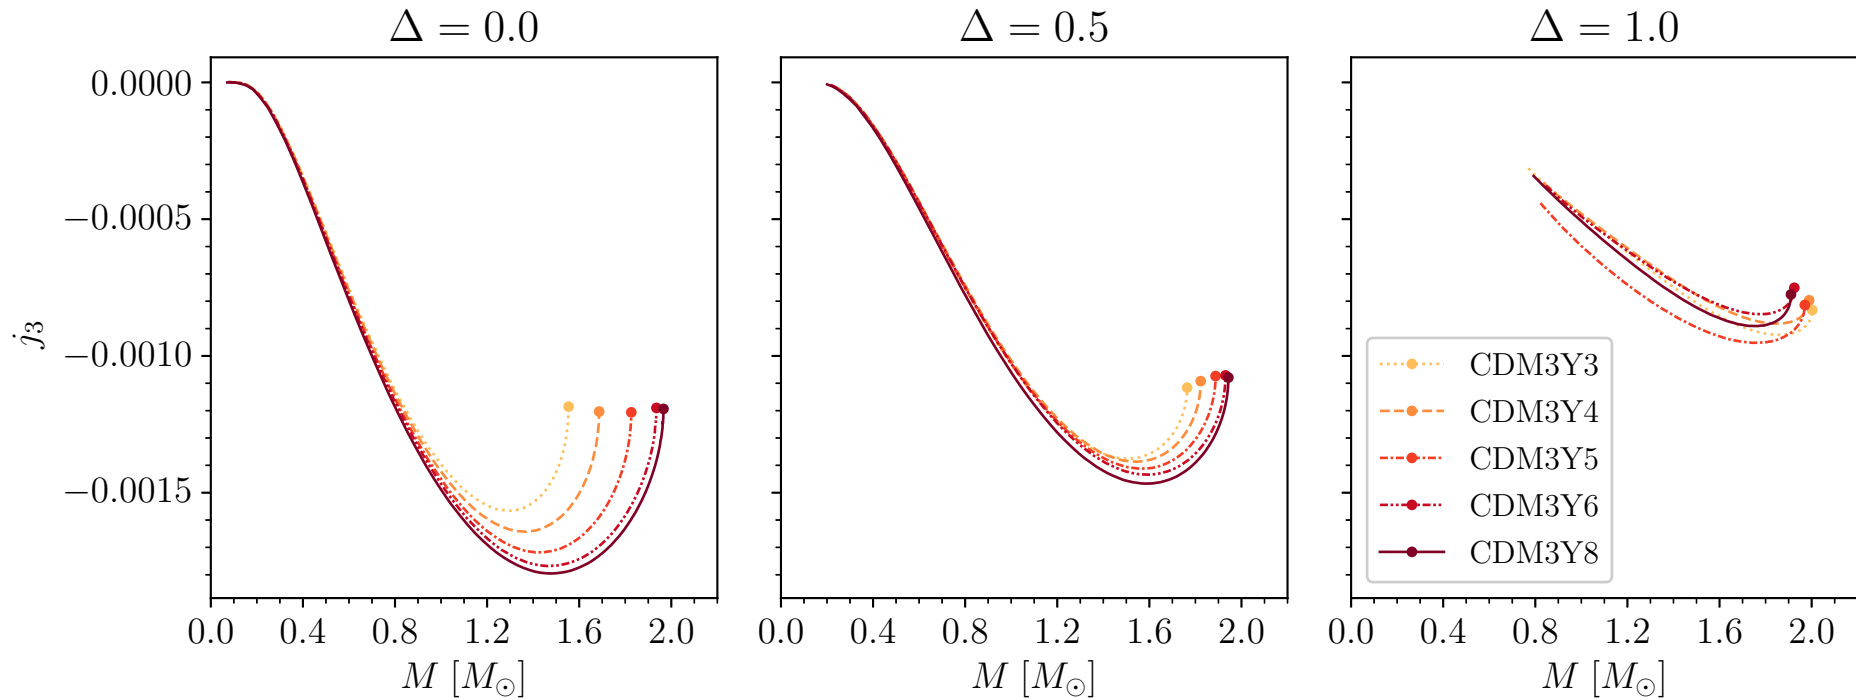 Δ = 0.0
Δ = 0.5
Δ = 1.0
j₃
0.0000
−0.0005
−0.0010
−0.0015
0.0 0.4 0.8 1.2 1.6 2.0
0.0 0.4 0.8 1.2 1.6 2.0
0.0 0.4 0.8 1.2 1.6 2.0
M [M☉]
M [M☉]
M [M☉]
CDM3Y3
CDM3Y4
CDM3Y5
CDM3Y6
CDM3Y8